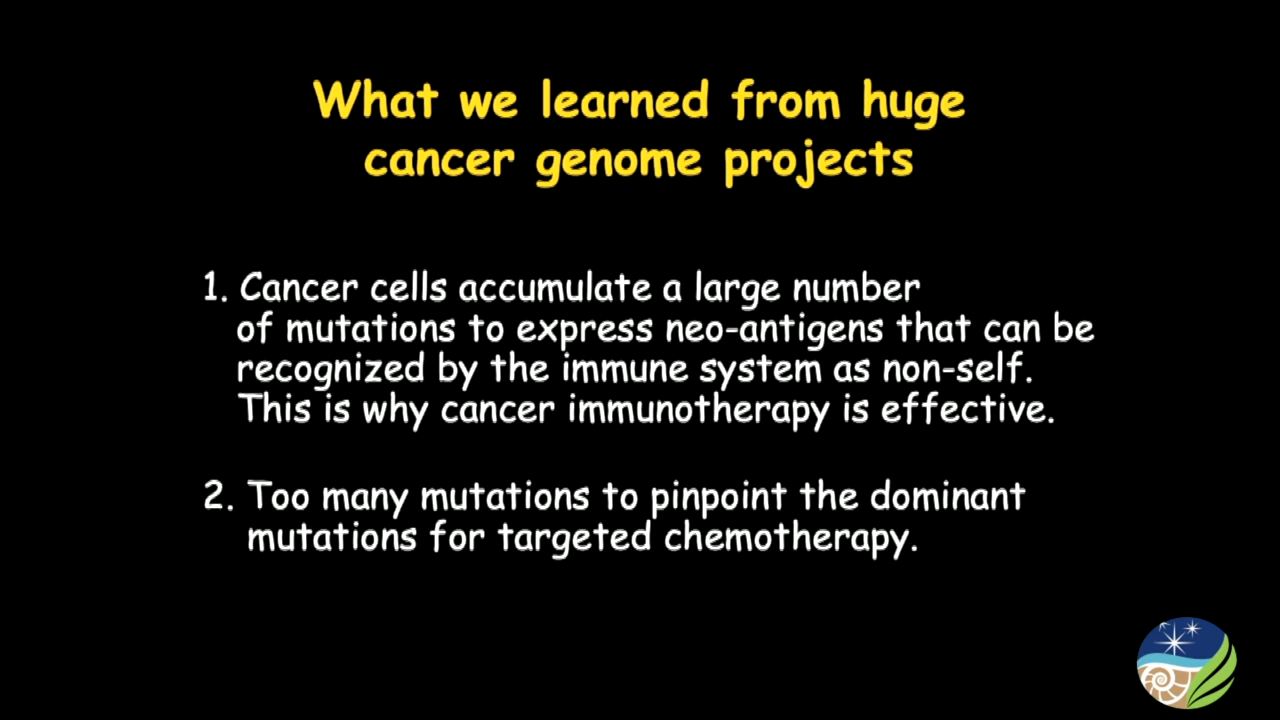 What we learned from huge
cancer genome projects
1. Cancer cells accumulate a large number
of mutations to express neo-antigens that can be
recognized by the immune system as non-self.
This is why cancer immunotherapy is effective.
2. Too many mutations to pinpoint the dominant
mutations for targeted chemotherapy.